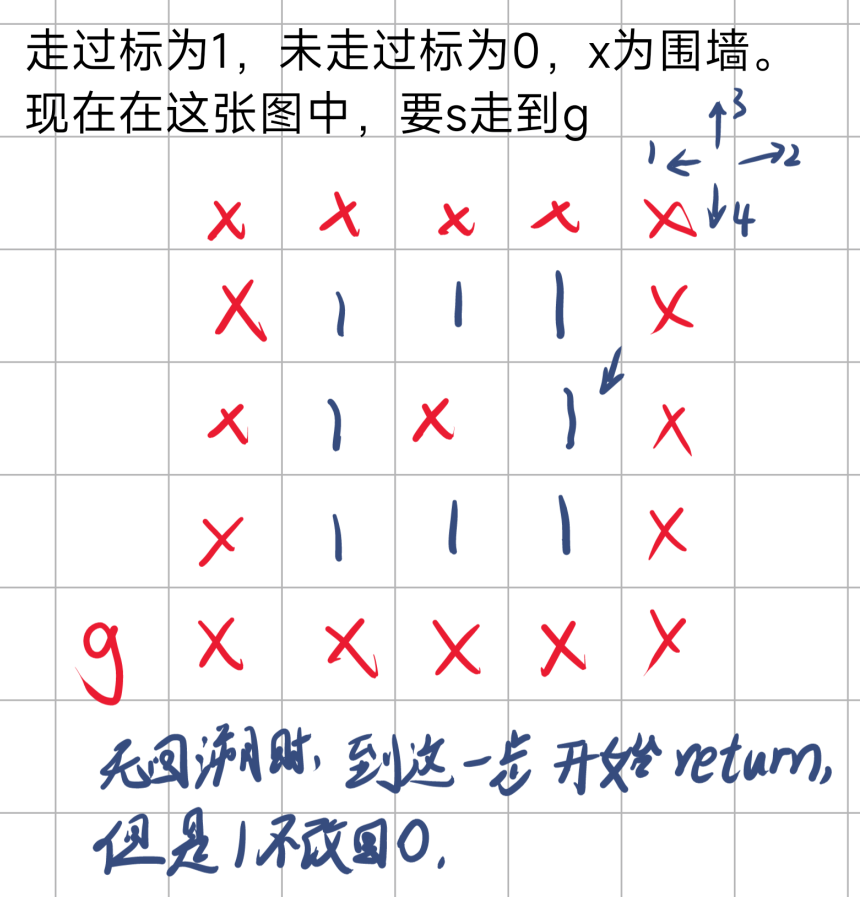 走过标为1，未走过标为0，x为围墙。
现在在这张图中，要s走到g
↑3
1← →2
↓4
x x x x x
x 1 1 1 x
x 1 x 1 x
x 1 1 1 x
g x x x x x
无回溯时，到这一步开始return，
但是1不改回0.